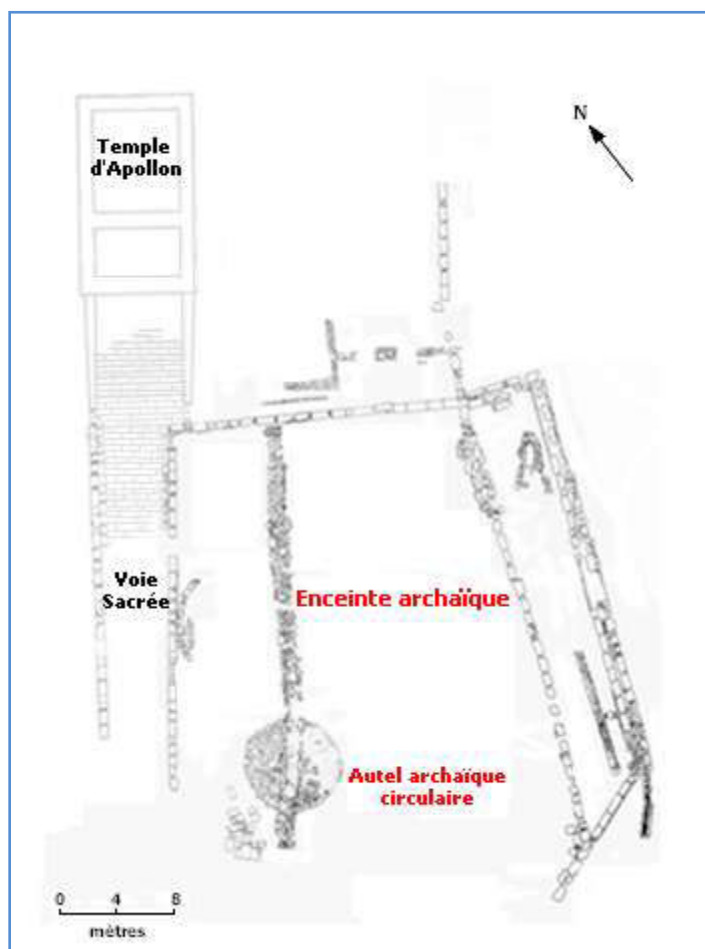 Temple
d'Apollon
N
Voie
Sacrée
Enceinte archaïque
Autel archaïque
circulaire
0 4 8
mètres